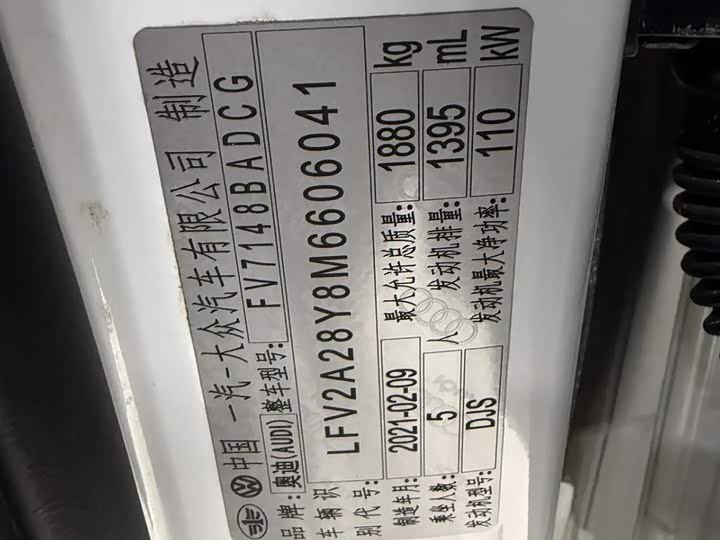 中国 一汽-大众汽车有限公司 制造
品牌: 奥迪(AUDI) 整车型号: FV7148BADCG
车辆识别代号: LFV2A28Y8M6606041
制造年月: 2021-02-09 最大允许总质量: 1880 kg
乘坐人数: 5 人 发动机排量: 1395 mL
发动机型号: DJS 发动机最大净功率: 110 kW